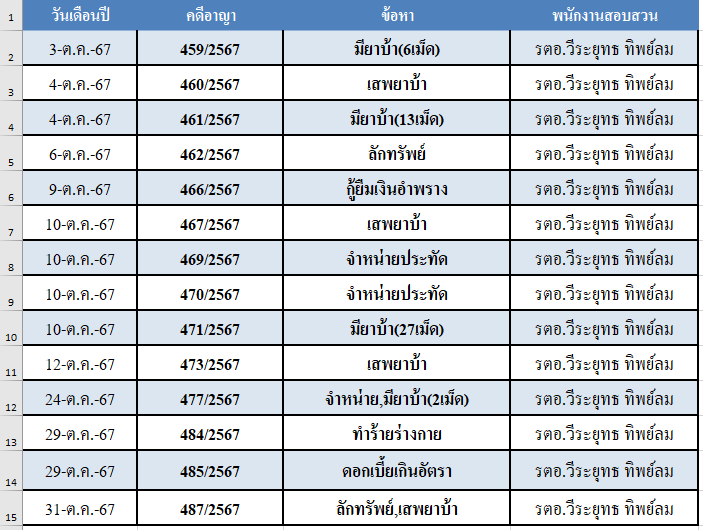 1 วันเดือนปี คดีอาญา ข้อหา พนักงานสอบสวน
2 3-ต.ค.-67 459/2567 มียาบ้า(6เม็ด) รตอ.วีระยุทธ ทิพย์ลม
3 4-ต.ค.-67 460/2567 เสพยาบ้า รตอ.วีระยุทธ ทิพย์ลม
4 4-ต.ค.-67 461/2567 มียาบ้า(13เม็ด) รตอ.วีระยุทธ ทิพย์ลม
5 6-ต.ค.-67 462/2567 ลักทรัพย์ รตอ.วีระยุทธ ทิพย์ลม
6 9-ต.ค.-67 466/2567 กู้ยืมเงินอำพราง รตอ.วีระยุทธ ทิพย์ลม
7 10-ต.ค.-67 467/2567 เสพยาบ้า รตอ.วีระยุทธ ทิพย์ลม
8 10-ต.ค.-67 469/2567 จำหน่ายประทัด รตอ.วีระยุทธ ทิพย์ลม
9 10-ต.ค.-67 470/2567 จำหน่ายประทัด รตอ.วีระยุทธ ทิพย์ลม
10 10-ต.ค.-67 471/2567 มียาบ้า(27เม็ด) รตอ.วีระยุทธ ทิพย์ลม
11 12-ต.ค.-67 473/2567 เสพยาบ้า รตอ.วีระยุทธ ทิพย์ลม
12 24-ต.ค.-67 477/2567 จำหน่าย,มียาบ้า(2เม็ด) รตอ.วีระยุทธ ทิพย์ลม
13 29-ต.ค.-67 484/2567 ทำร้ายร่างกาย รตอ.วีระยุทธ ทิพย์ลม
14 29-ต.ค.-67 485/2567 ดอกเบี้ยเกินอัตรา รตอ.วีระยุทธ ทิพย์ลม
15 31-ต.ค.-67 487/2567 ลักทรัพย์,เสพยาบ้า รตอ.วีระยุทธ ทิพย์ลม